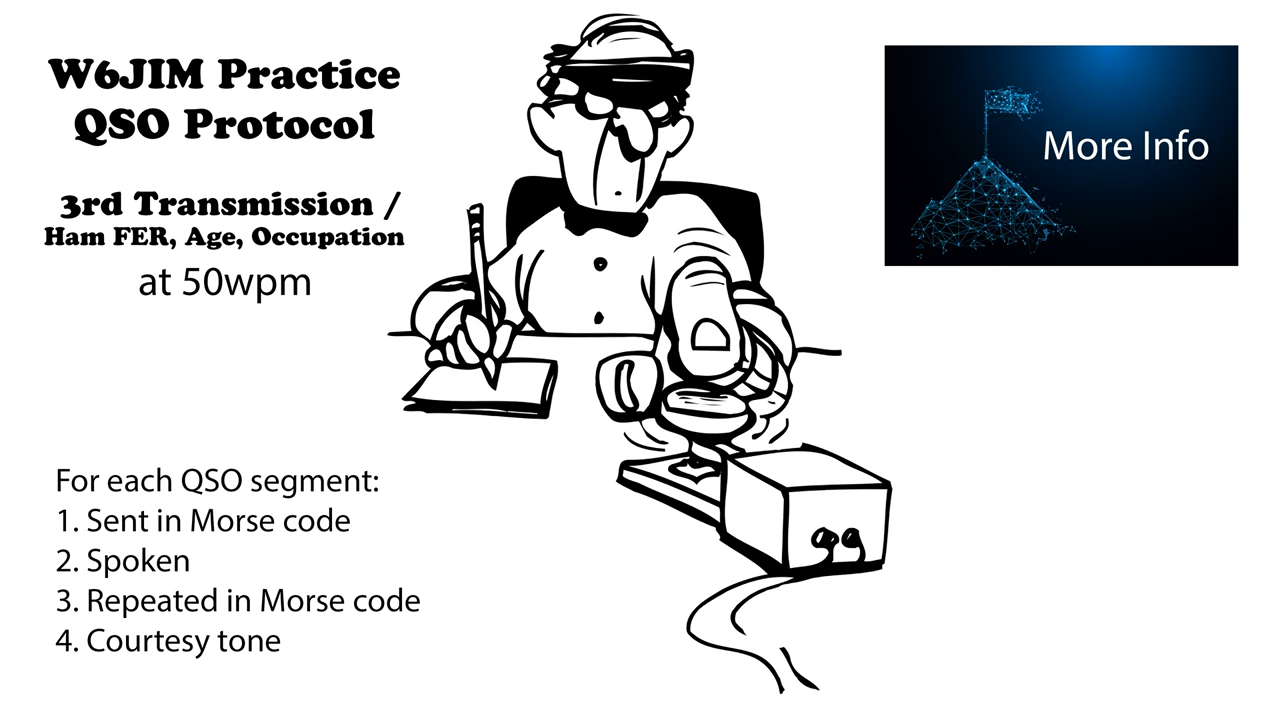 W6JIM Practice
QSO Protocol
3rd Transmission /
Ham FER, Age, Occupation
at 50wpm
More Info
For each QSO segment:
1. Sent in Morse code
2. Spoken
3. Repeated in Morse code
4. Courtesy tone